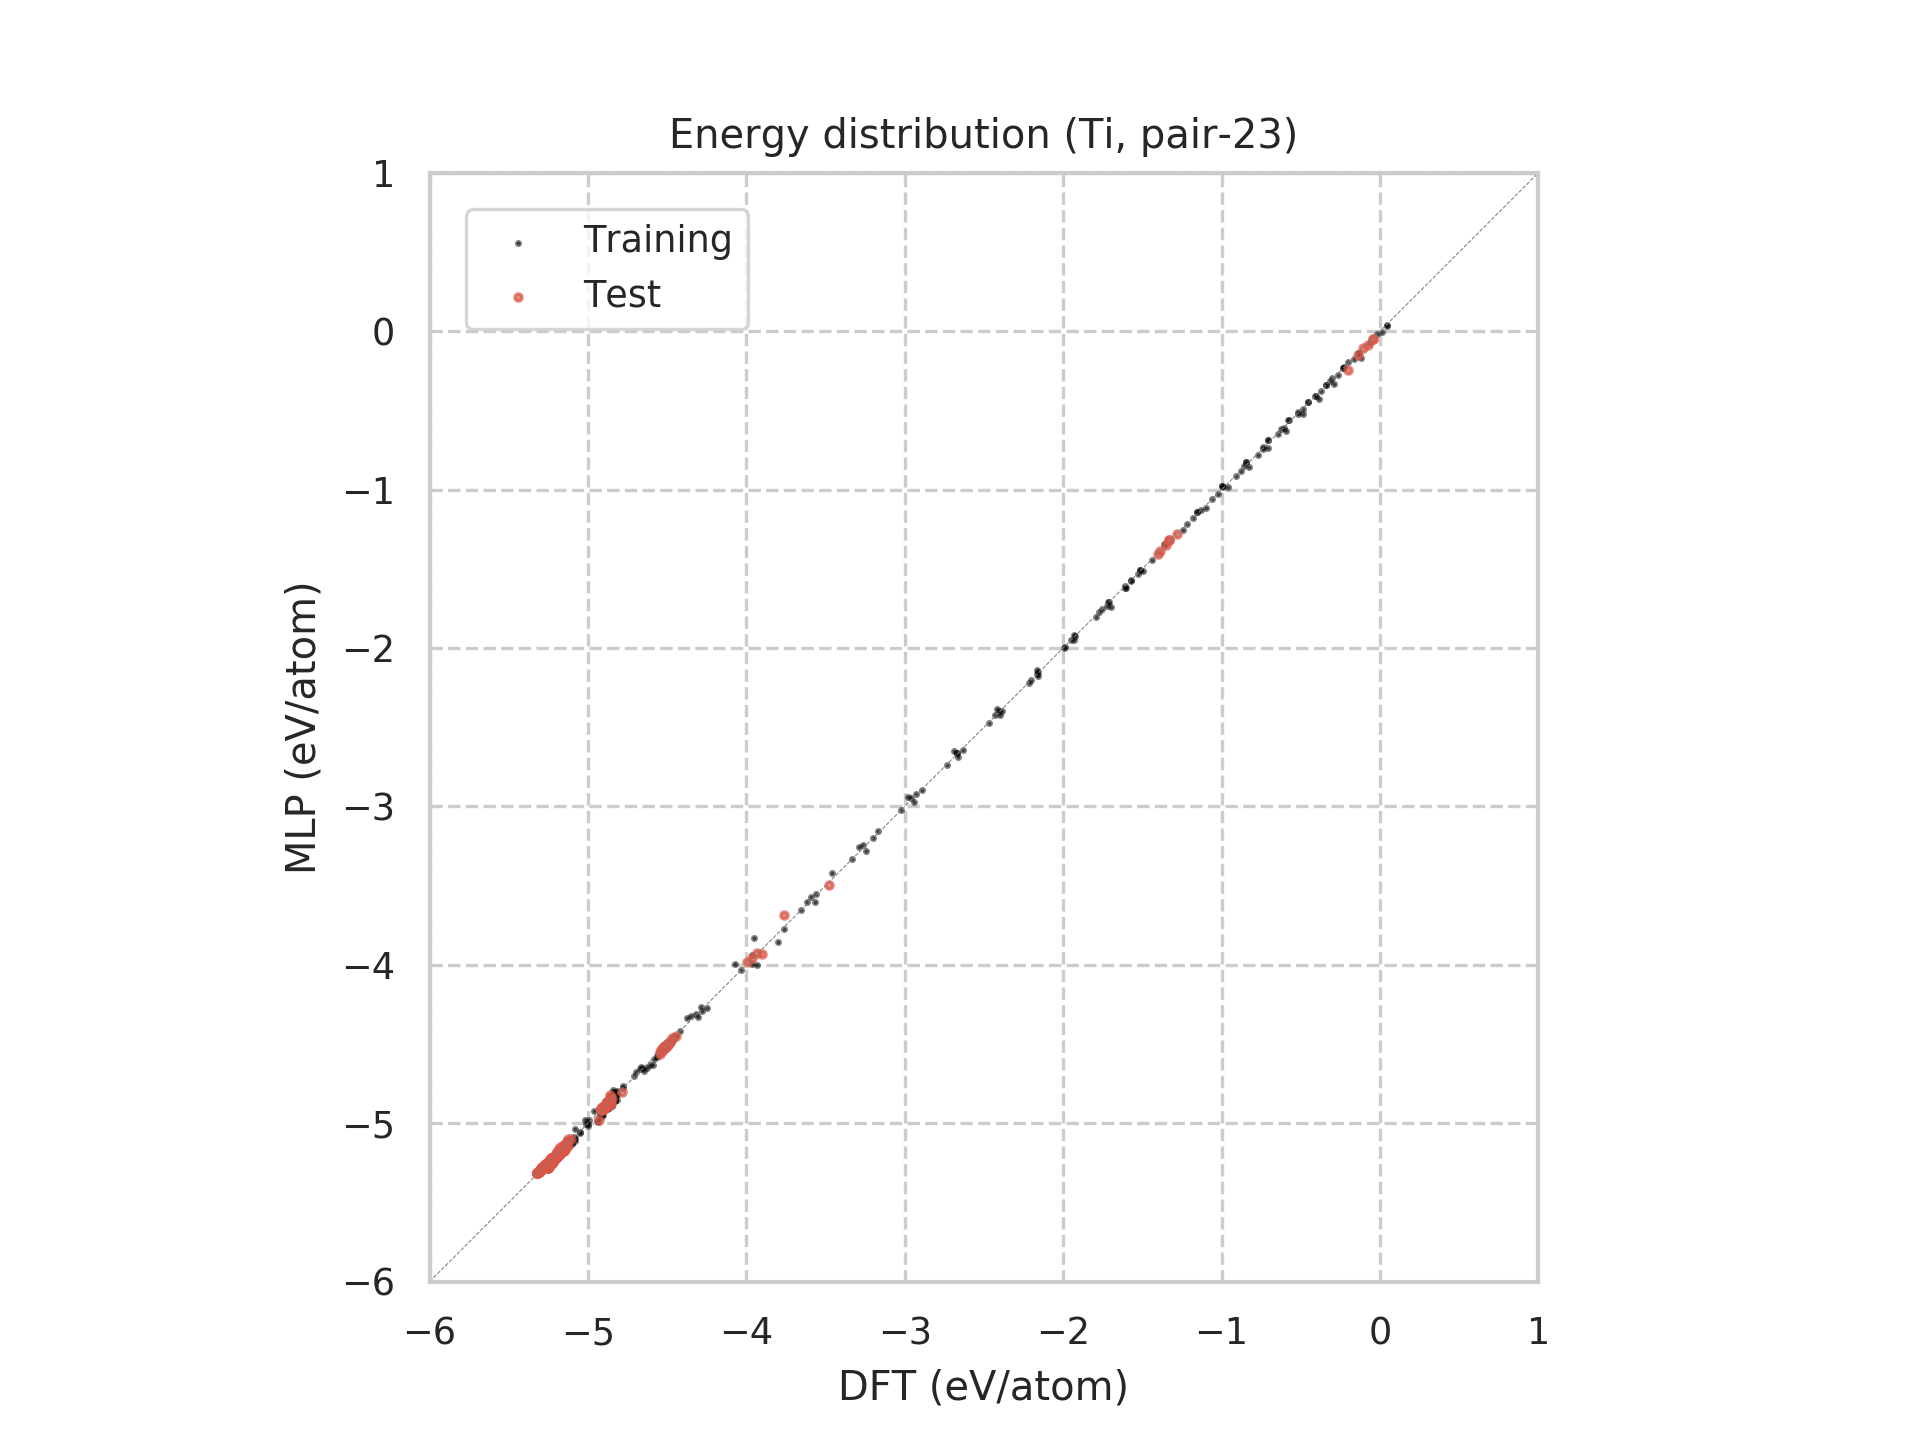 Energy distribution (Ti, pair-23)
1
0
−1
−2
−3
−4
−5
−6
MLP (eV/atom)
Training
Test
−6 −5 −4 −3 −2 −1 0 1
DFT (eV/atom)